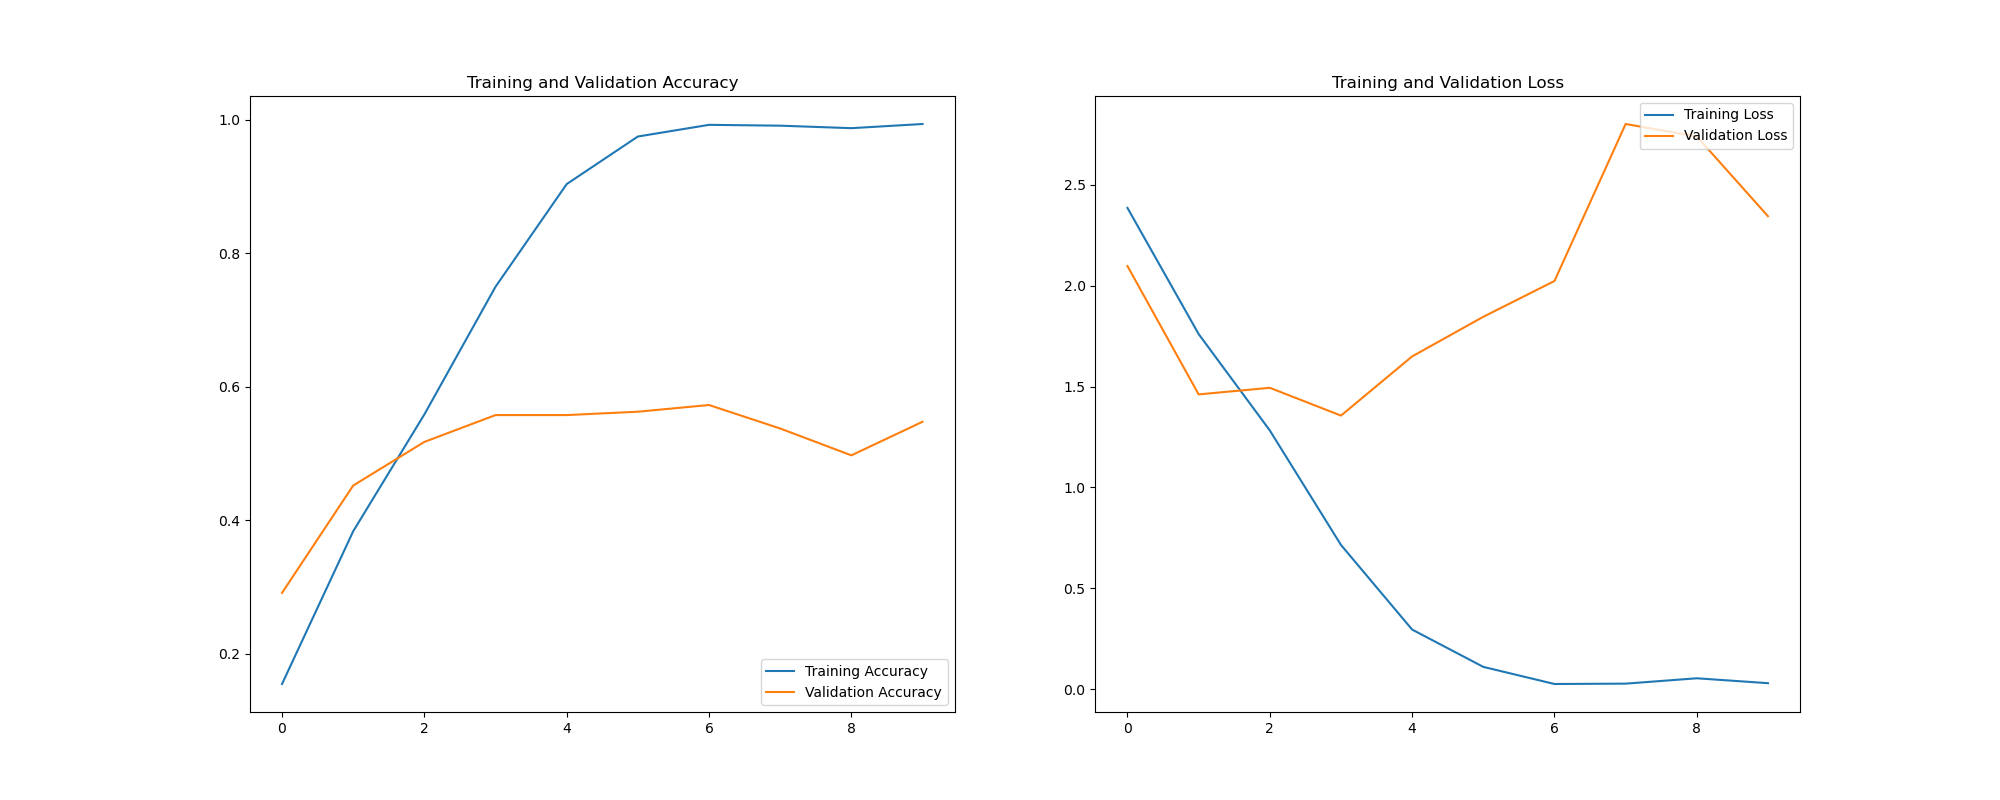 Training and Validation Accuracy
1.0
0.8
0.6
0.4
0.2
0 2 4 6 8
Training Accuracy
Validation Accuracy
Training and Validation Loss
2.5
2.0
1.5
1.0
0.5
0.0
0 2 4 6 8
Training Loss
Validation Loss